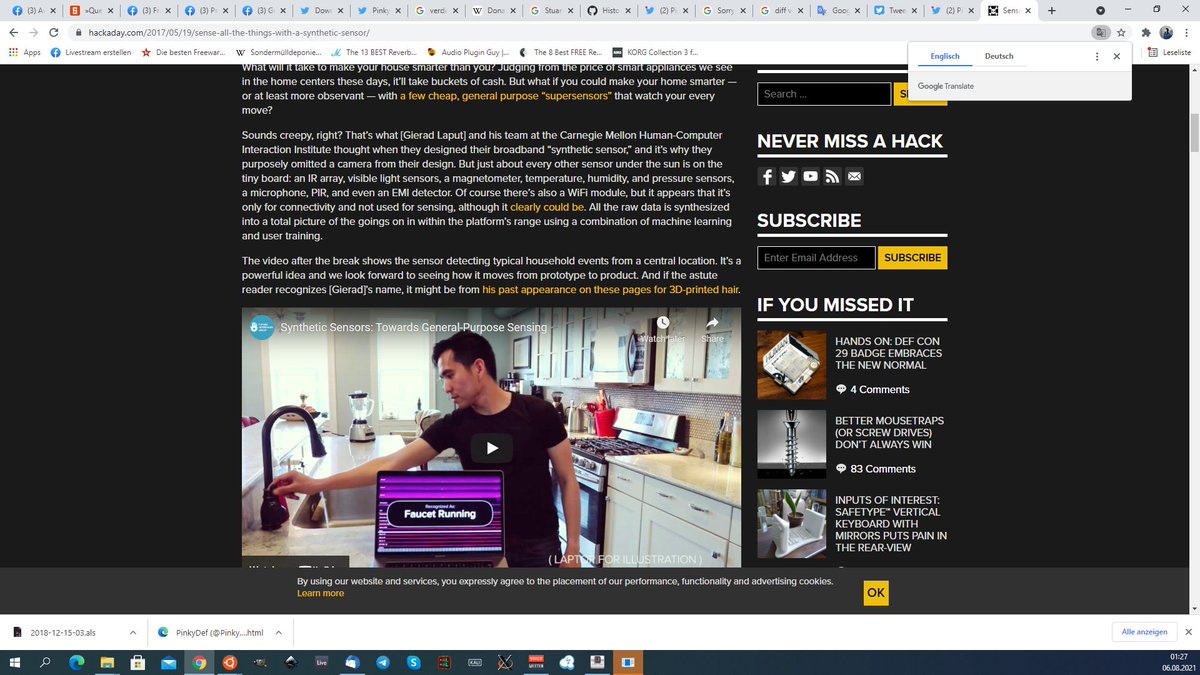 (3) A
»Que
(3) Fr
(3) Pi
(3) G
Dow
Pinky
verdi
Dona
Stuar
Histo
(2) Pi
Sorry
diff v
Goog
Twee
(2) Pi
Sens
hackaday.com/2017/05/19/sense-all-the-things-with-a-synthetic-sensor/
Apps
Livestream erstellen
Die besten Freewar...
Sondermülldeponie...
The 13 BEST Reverb...
Audio Plugin Guy |...
The 8 Best FREE Re...
KORG Collection 3 f...
Leseliste
Englisch
Deutsch
Google Translate
What will it take to make your house smarter than you? Judging from the price of smart appliances we see
in the home centers these days, it'll take buckets of cash. But what if you could make your home smarter —
or at least more observant — with a few cheap, general purpose “supersensors” that watch your every
move?
Sounds creepy, right? That's what [Gierad Laput] and his team at the Carnegie Mellon Human-Computer
Interaction Institute thought when they designed their broadband “synthetic sensor,” and it's why they
purposely omitted a camera from their design. But just about every other sensor under the sun is on the
tiny board: an IR array, visible light sensors, a magnetometer, temperature, humidity, and pressure sensors,
a microphone, PIR, and even an EMI detector. Of course there's also a WiFi module, but it appears that it's
only for connectivity and not used for sensing, although it clearly could be. All the raw data is synthesized
into a total picture of the goings on in within the platform's range using a combination of machine learning
and user training.
The video after the break shows the sensor detecting typical household events from a central location. It's a
powerful idea and we look forward to seeing how it moves from prototype to product. And if the astute
reader recognizes [Gierad]'s name, it might be from his past appearance on these pages for 3D-printed hair.
Synthetic Sensors: Towards General-Purpose Sensing
Watch later
Share
Recognized As:
Faucet Running
( LAPTOP FOR ILLUSTRATION )
Search ...
NEVER MISS A HACK
SUBSCRIBE
Enter Email Address
SUBSCRIBE
IF YOU MISSED IT
HANDS ON: DEF CON
29 BADGE EMBRACES
THE NEW NORMAL
4 Comments
BETTER MOUSETRAPS
(OR SCREW DRIVES)
DON'T ALWAYS WIN
83 Comments
INPUTS OF INTEREST:
SAFETYPE™ VERTICAL
KEYBOARD WITH
MIRRORS PUTS PAIN IN
THE REAR-VIEW
By using our website and services, you expressly agree to the placement of our performance, functionality and advertising cookies.
Learn more
OK
2018-12-15-03.als
PinkyDef (@Pinky....html
Alle anzeigen
Live
01:27
06.08.2021